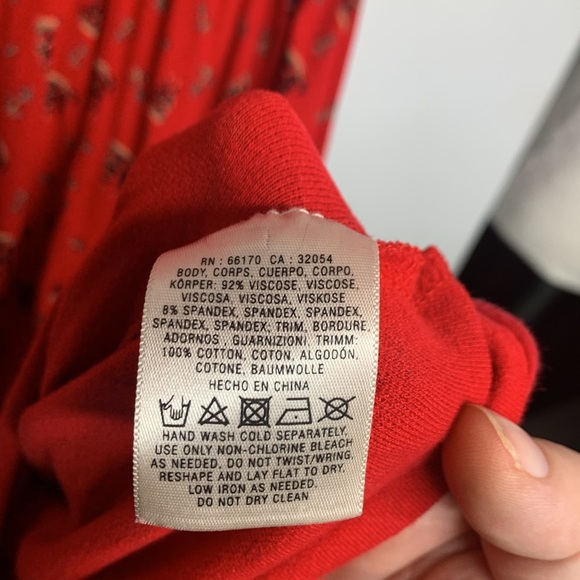 RN : 66170 CA : 32054
BODY, CORPS, CUERPO, CORPO,
KÖRPER: 92% VISCOSE, VISCOSE,
VISCOSA, VISCOSA, VISKOSE
8% SPANDEX, SPANDEX, SPANDEX,
SPANDEX, SPANDEX, TRIM, BORDURE,
ADORNOS, GUARNIZIONI, TRIMM:
100% COTTON, COTON, ALGODÓN,
COTONE, BAUMWOLLE
HECHO EN CHINA
HAND WASH COLD SEPARATELY.
USE ONLY NON-CHLORINE BLEACH
AS NEEDED. DO NOT TWIST/WRING.
RESHAPE AND LAY FLAT TO DRY.
LOW IRON AS NEEDED.
DO NOT DRY CLEAN